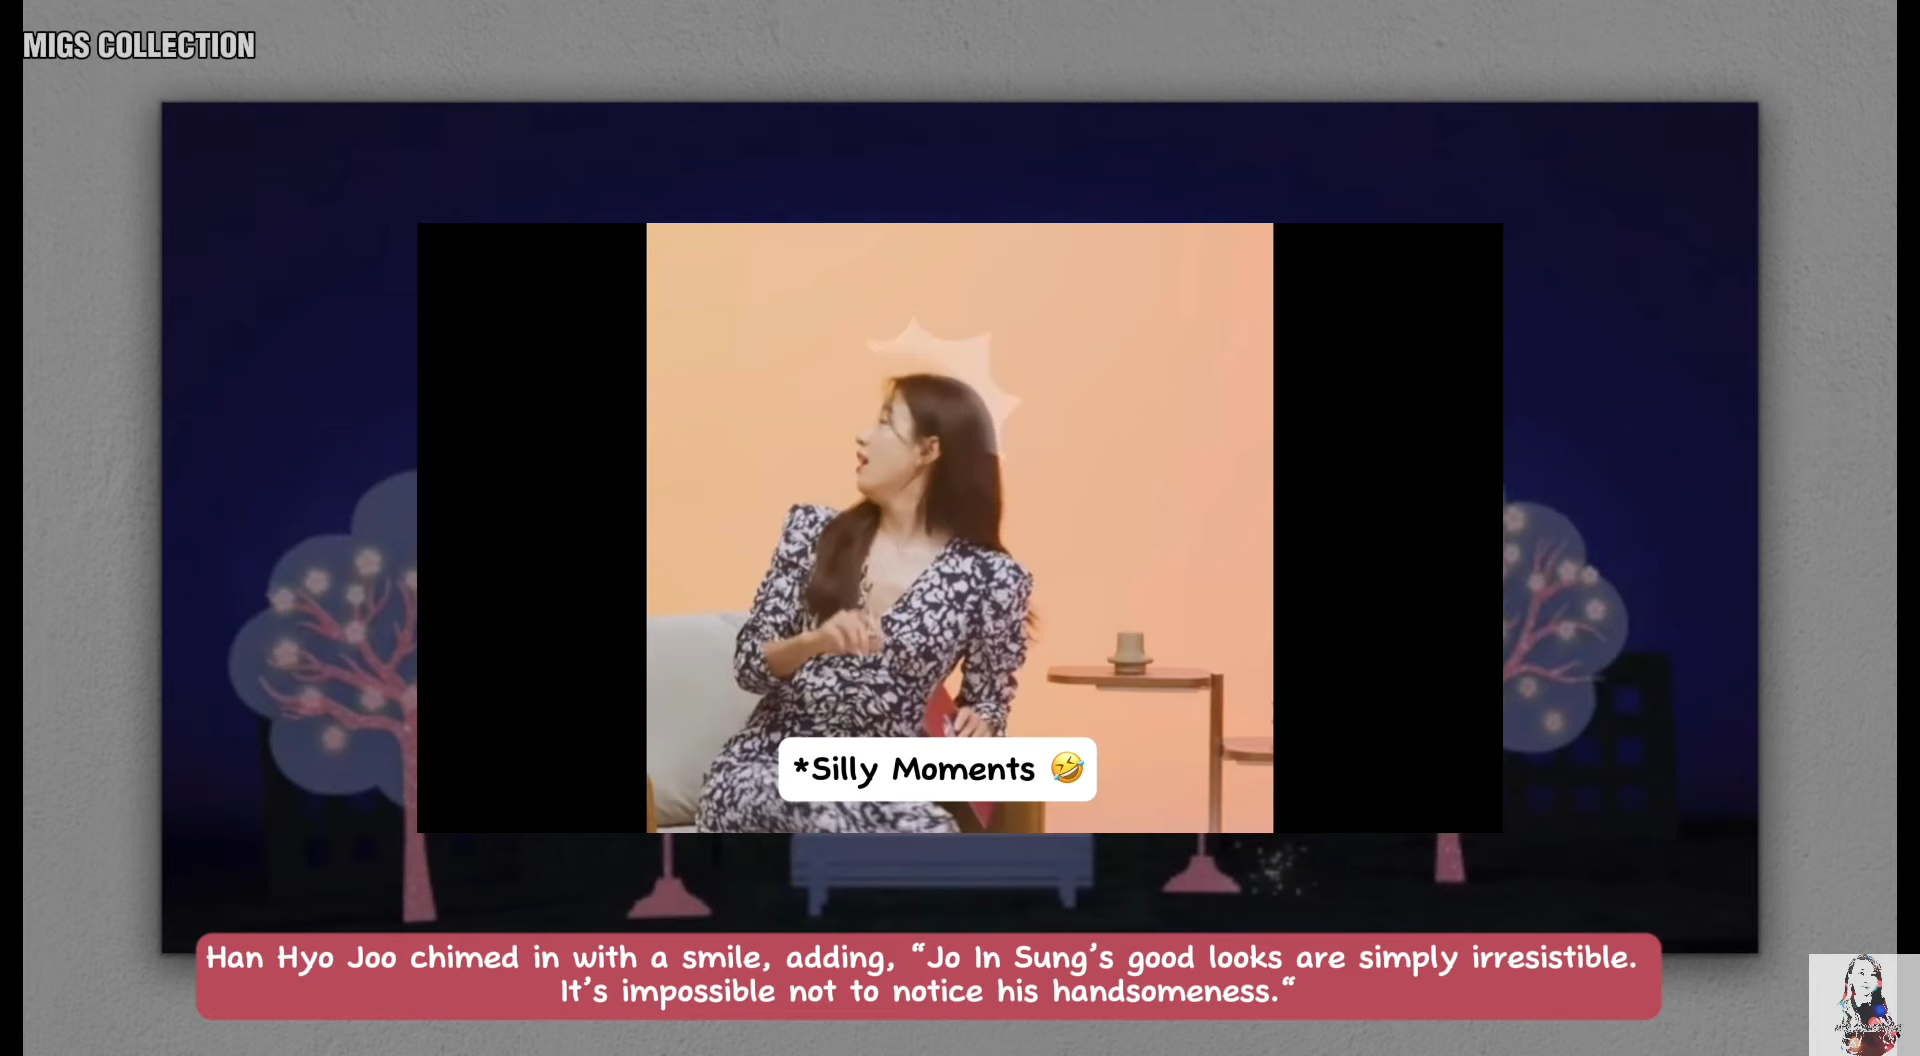 MIGS COLLECTION
*Silly Moments 🤣
Han Hyo Joo chimed in with a smile, adding, “Jo In Sung’s good looks are simply irresistible.
It’s impossible not to notice his handsomeness.“